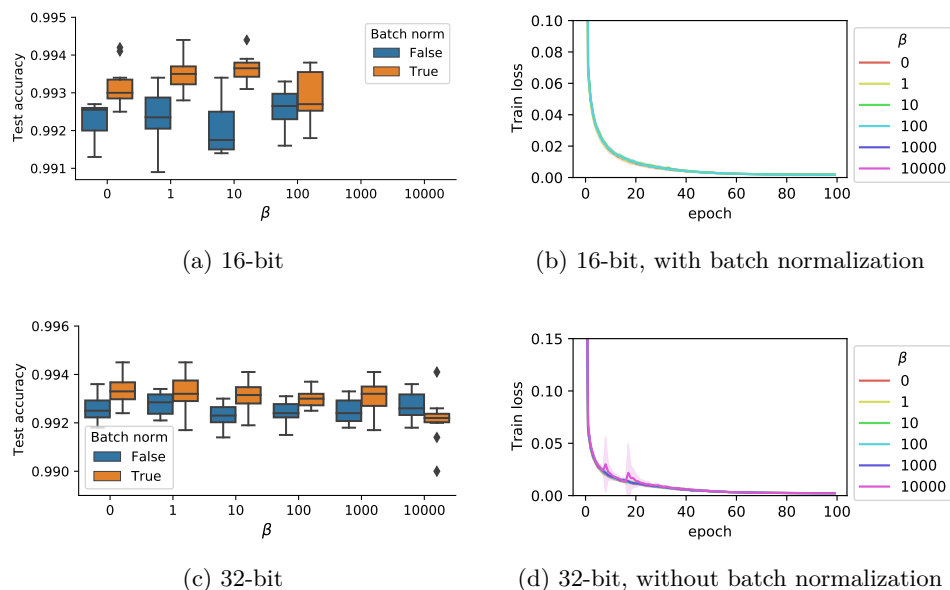 0.995
0.994
0.993
0.992
0.991
Test accuracy
Batch norm
False
True
0 1 10 100 1000 10000
β
(a) 16-bit
0.10
0.08
0.06
0.04
0.02
0.00
Train loss
0 20 40 60 80 100
epoch
β
0
1
10
100
1000
10000
(b) 16-bit, with batch normalization
0.996
0.994
0.992
0.990
Test accuracy
Batch norm
False
True
0 1 10 100 1000 10000
β
(c) 32-bit
0.15
0.10
0.05
0.00
Train loss
0 20 40 60 80 100
epoch
β
0
1
10
100
1000
10000
(d) 32-bit, without batch normalization